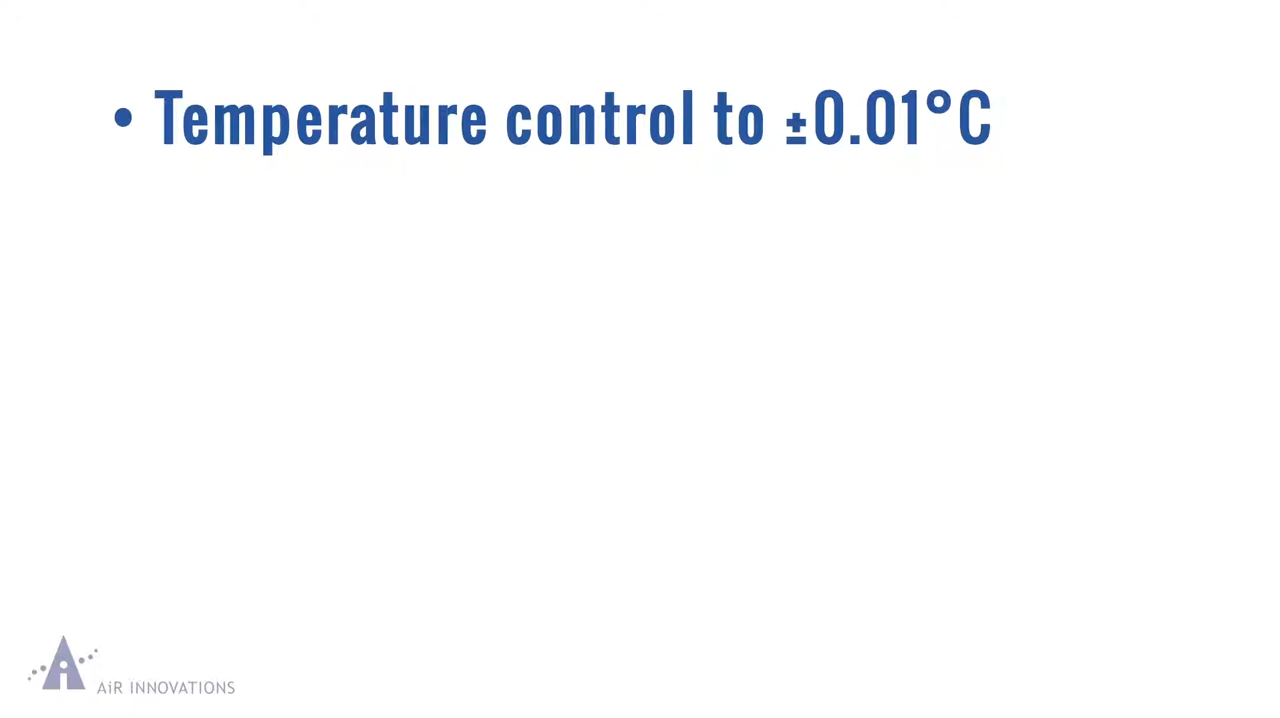 • Temperature control to ±0.01°C
AiR INNOVATIONS